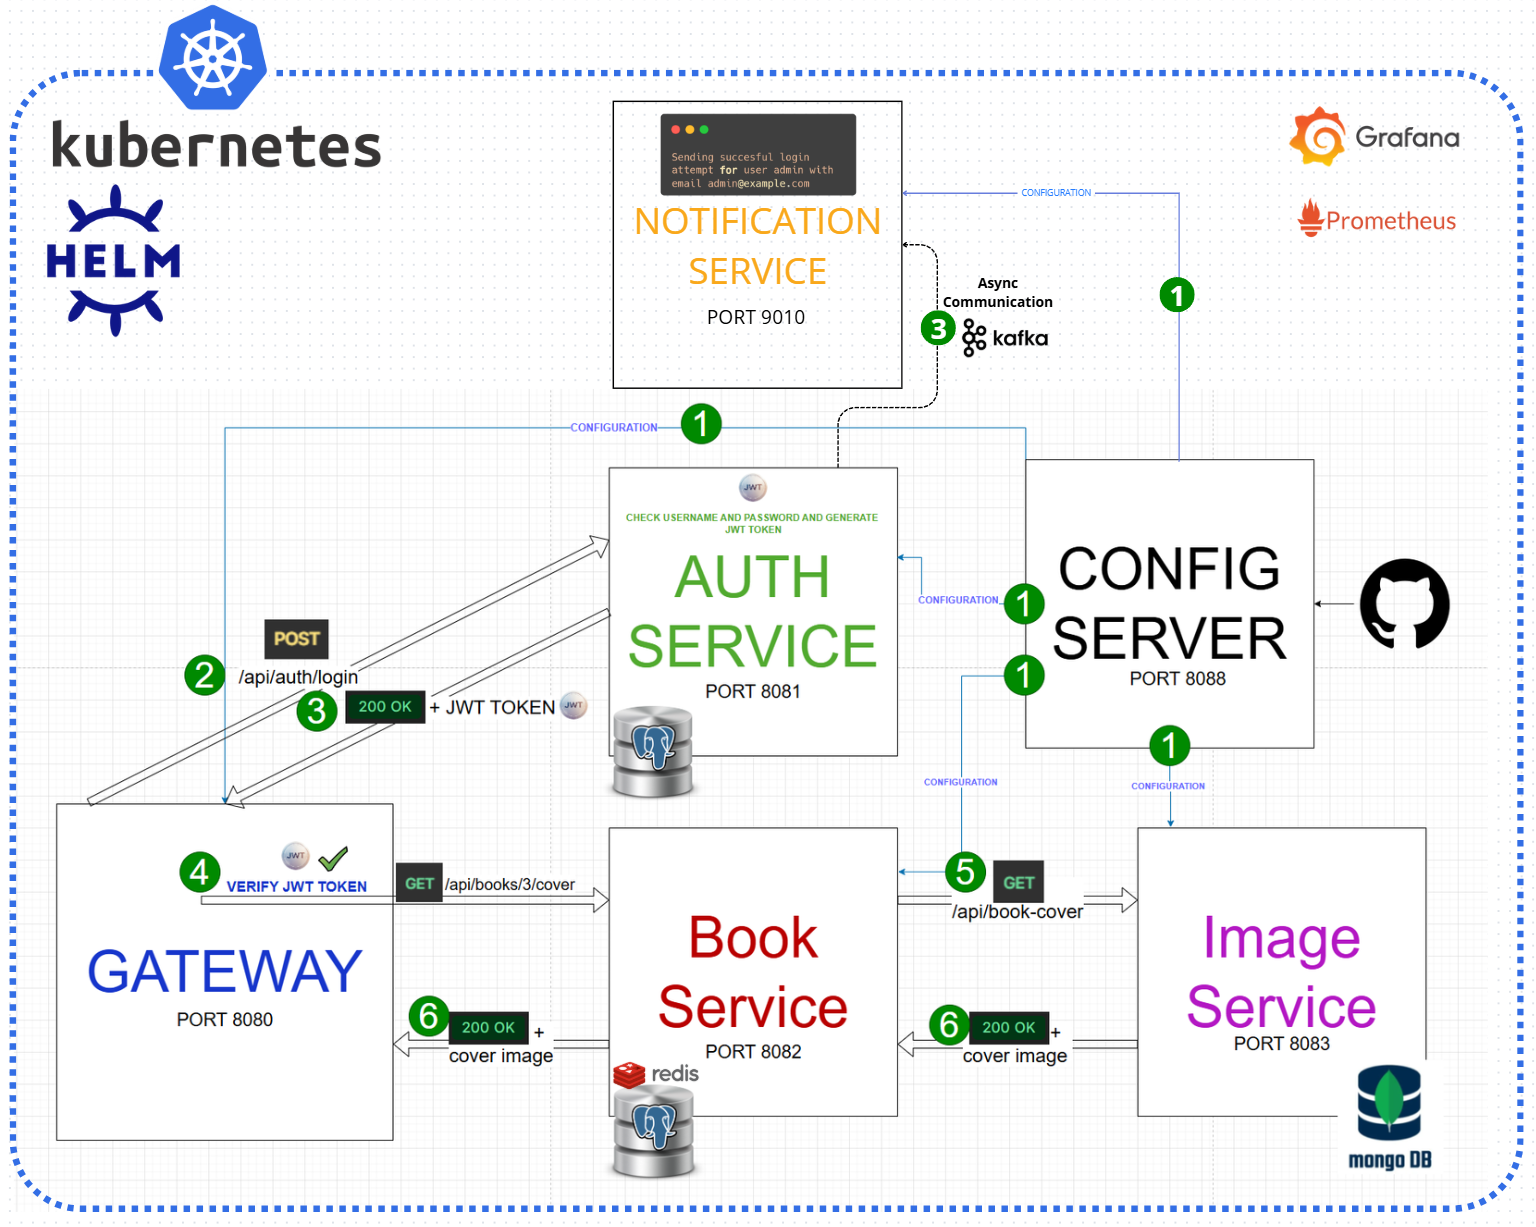 kubernetes
HELM
Sending succesful login
attempt for user admin with
email admin@example.com
NOTIFICATION
SERVICE
PORT 9010
Grafana
Prometheus
CONFIGURATION
1
Async
Communication
3
kafka
CONFIGURATION
1
JWT
CHECK USERNAME AND PASSWORD AND GENERATE
JWT TOKEN
AUTH
SERVICE
PORT 8081
CONFIGURATION
1
1
CONFIG
SERVER
PORT 8088
1
CONFIGURATION
CONFIGURATION
POST
2
/api/auth/login
3
200 OK
+ JWT TOKEN
JWT
4
JWT
VERIFY JWT TOKEN
GET
/api/books/3/cover
GATEWAY
PORT 8080
5
GET
/api/book-cover
Book
Service
PORT 8082
Image
Service
PORT 8083
6
200 OK
+
cover image
6
200 OK
+
cover image
redis
mongo DB